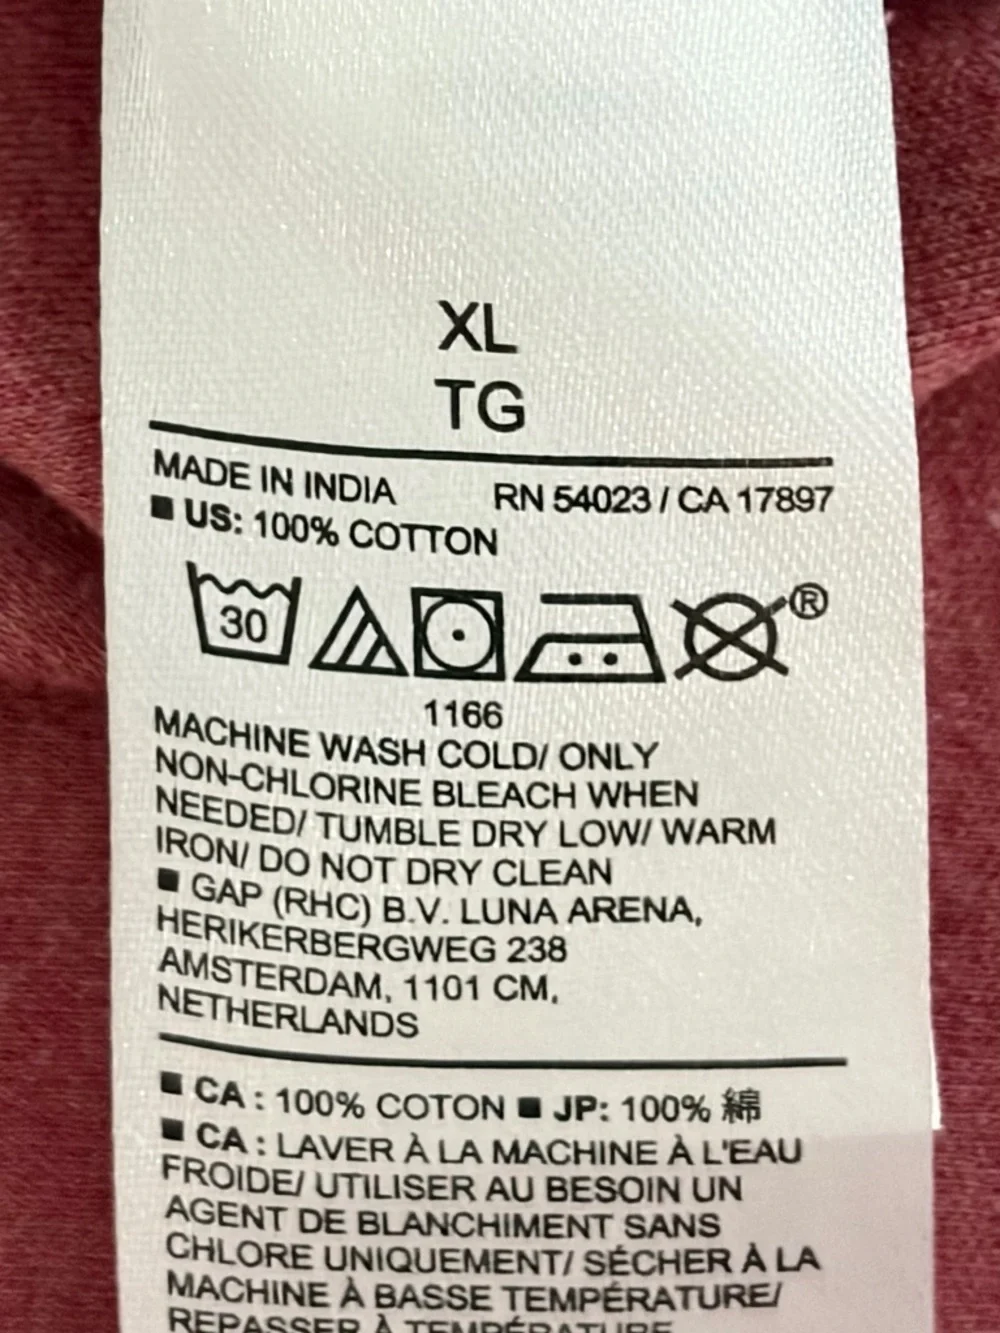 XL
TG
MADE IN INDIA RN 54023 / CA 17897
■ US: 100% COTTON
30 ®
1166
MACHINE WASH COLD/ ONLY
NON-CHLORINE BLEACH WHEN
NEEDED/ TUMBLE DRY LOW/ WARM
IRON/ DO NOT DRY CLEAN
■ GAP (RHC) B.V. LUNA ARENA,
HERIKERBERGWEG 238
AMSTERDAM, 1101 CM,
NETHERLANDS
■ CA : 100% COTON ■ JP: 100% 綿
■ CA : LAVER À LA MACHINE À L'EAU
FROIDE/ UTILISER AU BESOIN UN
AGENT DE BLANCHIMENT SANS
CHLORE UNIQUEMENT/ SÉCHER À LA
MACHINE À BASSE TEMPÉRATURE/
REPASSER À TEMPÉRATURE